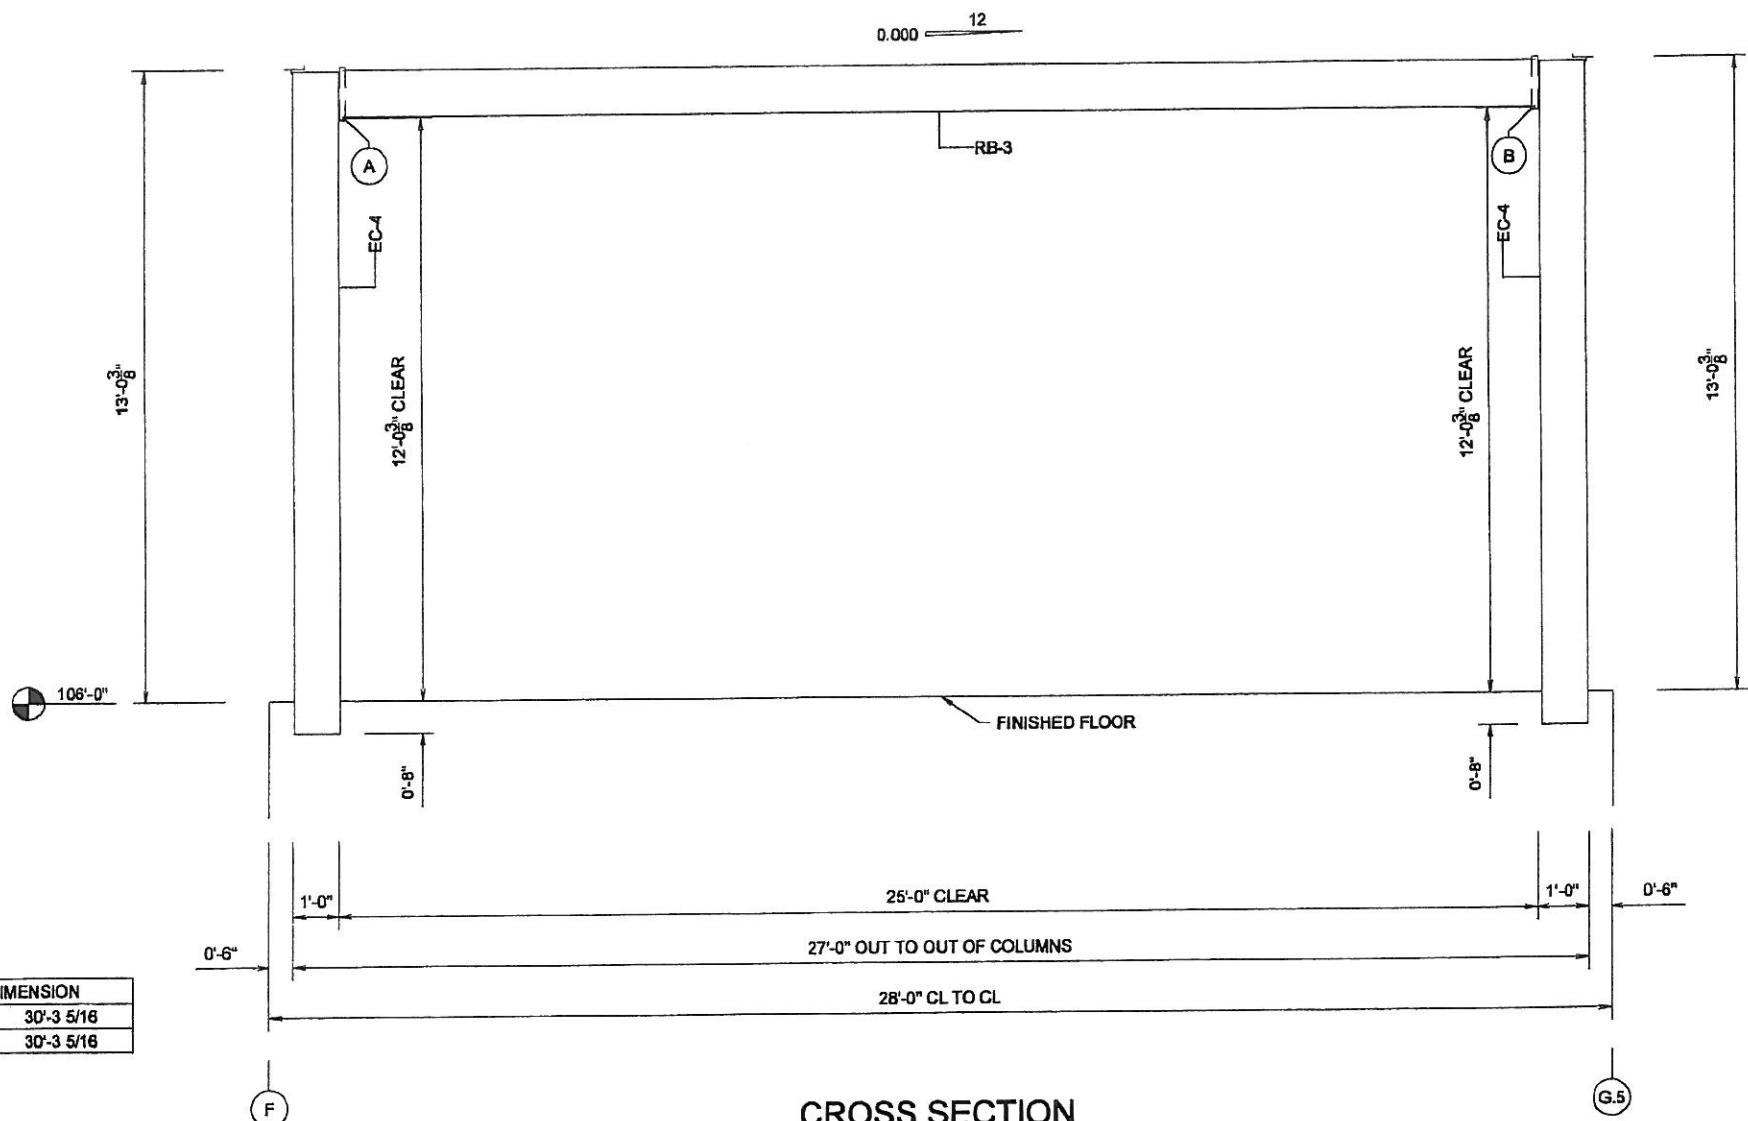 12
0.000
RB-3
A
B
EC-4
EC-4
13'-0 3/8"
12'-0 3/8" CLEAR
12'-0 3/8" CLEAR
13'-0 3/8"
106'-0"
FINISHED FLOOR
0'-8"
0'-8"
1'-0"
25'-0" CLEAR
1'-0"
0'-6"
0'-6"
27'-0" OUT TO OUT OF COLUMNS
28'-0" CL TO CL
IMENSION
30'-3 5/16
30'-3 5/16
F
G.5
CROSS SECTION